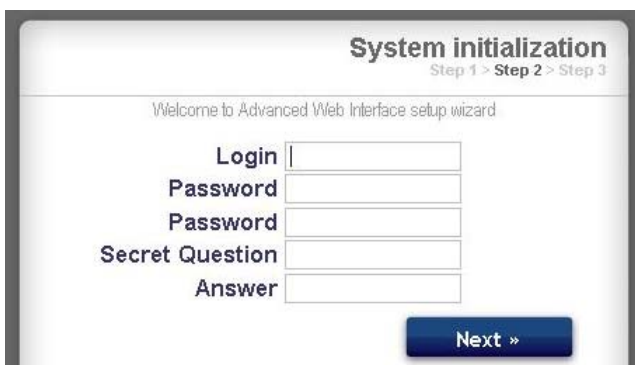 System initialization
Step 1 > Step 2 > Step 3
Welcome to Advanced Web Interface setup wizard
Login
Password
Password
Secret Question
Answer
Next »